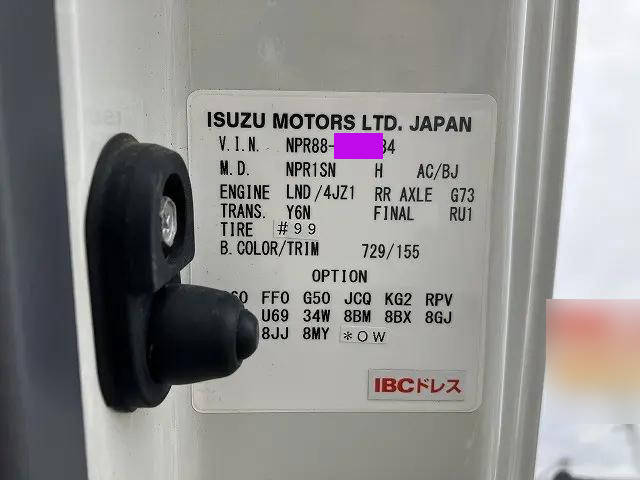 ISUZU MOTORS LTD. JAPAN
V.I.N. NPR88- 34
M.D. NPR1SN H AC/BJ
ENGINE LND/4JZ1 RR AXLE G73
TRANS. Y6N FINAL RU1
TIRE #99
B.COLOR/TRIM 729/155
OPTION
FF0 G50 JCQ KG2 RPV
U69 34W 8BM 8BX 8GJ
8JJ 8MY *OW
IBCドレス